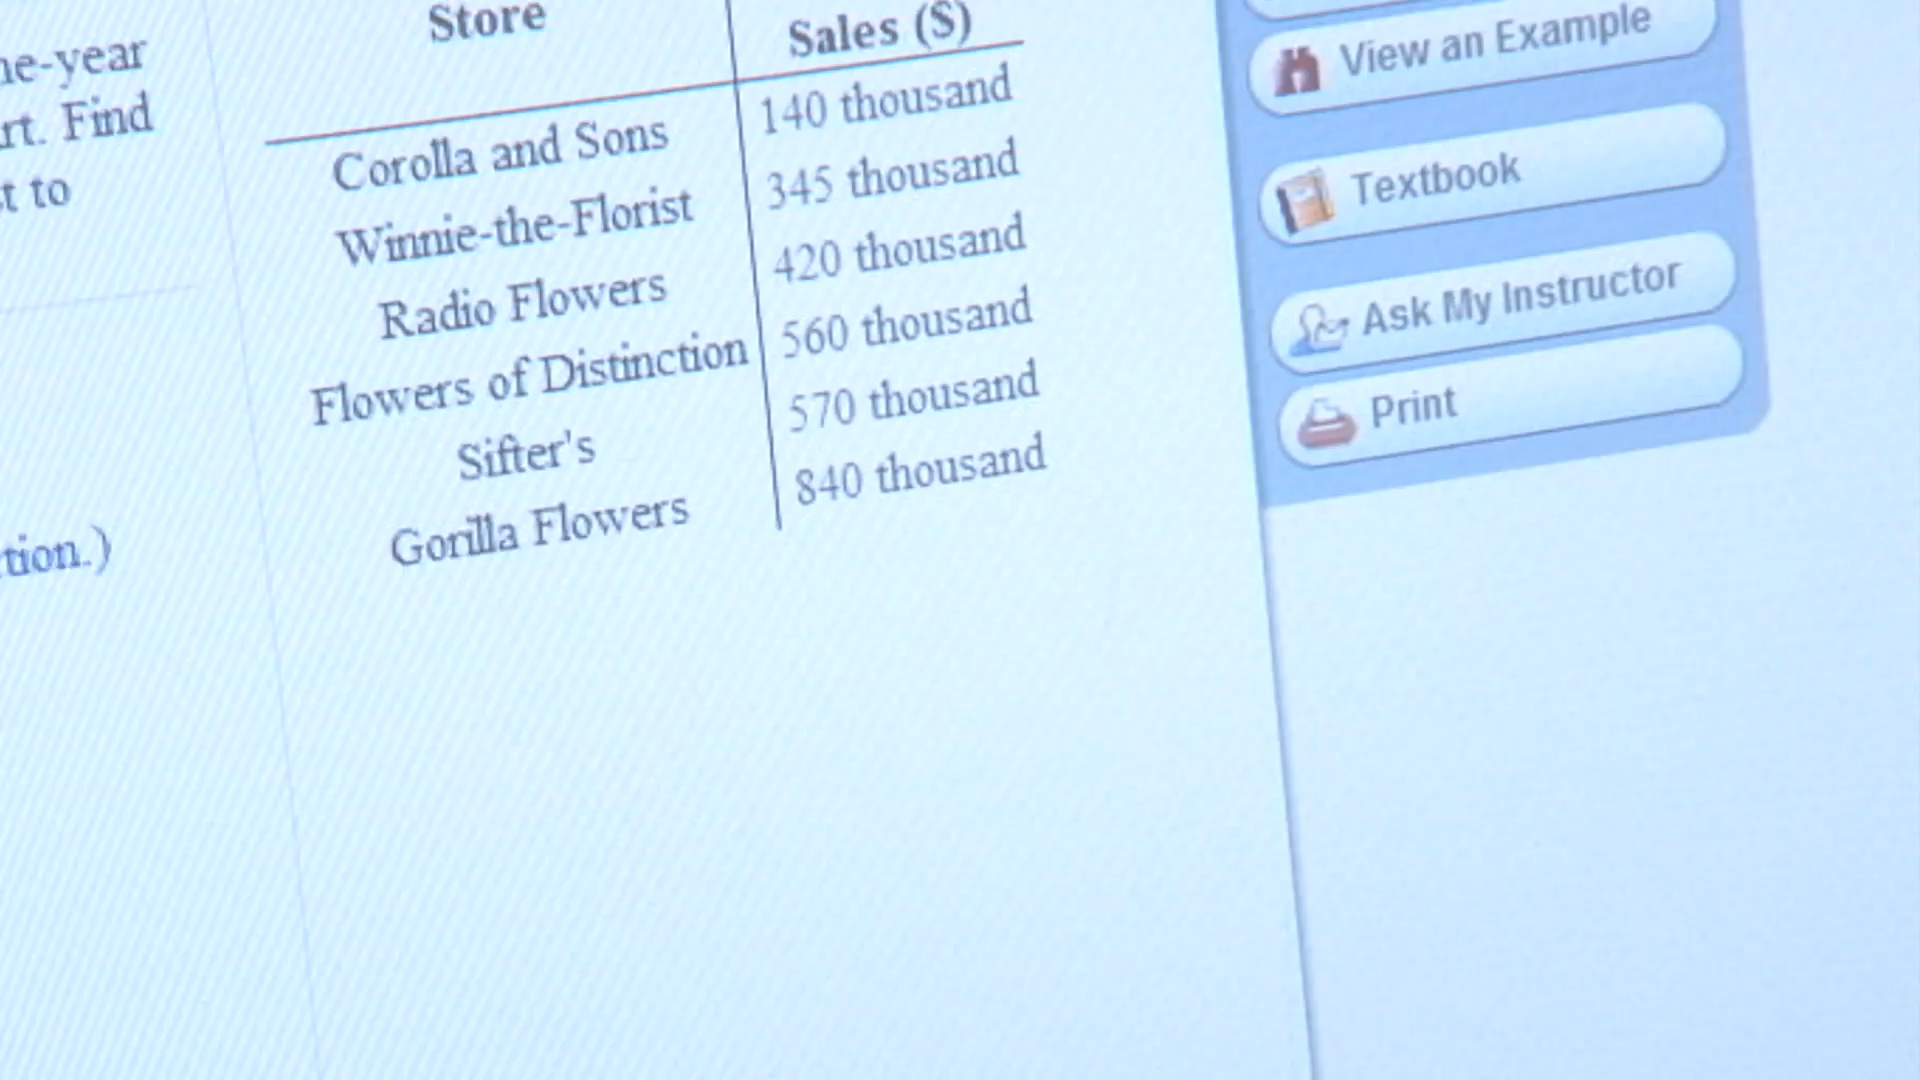 ne-year
rt. Find
t to
tion.)
Store Sales ($)
Corolla and Sons 140 thousand
Winnie-the-Florist 345 thousand
Radio Flowers 420 thousand
Flowers of Distinction 560 thousand
Sifter's 570 thousand
Gorilla Flowers 840 thousand
View an Example
Textbook
Ask My Instructor
Print